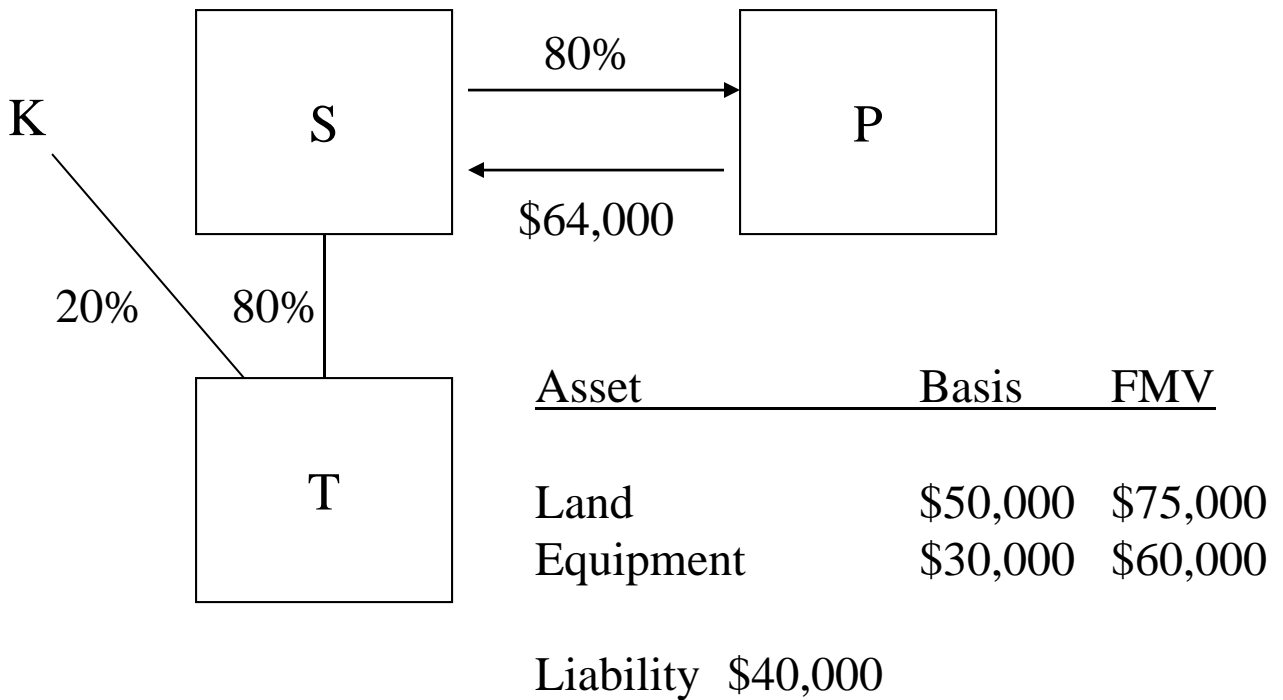 80%
K
S
P
$64,000
20%
80%
T
Asset Basis FMV
Land $50,000 $75,000
Equipment $30,000 $60,000
Liability $40,000